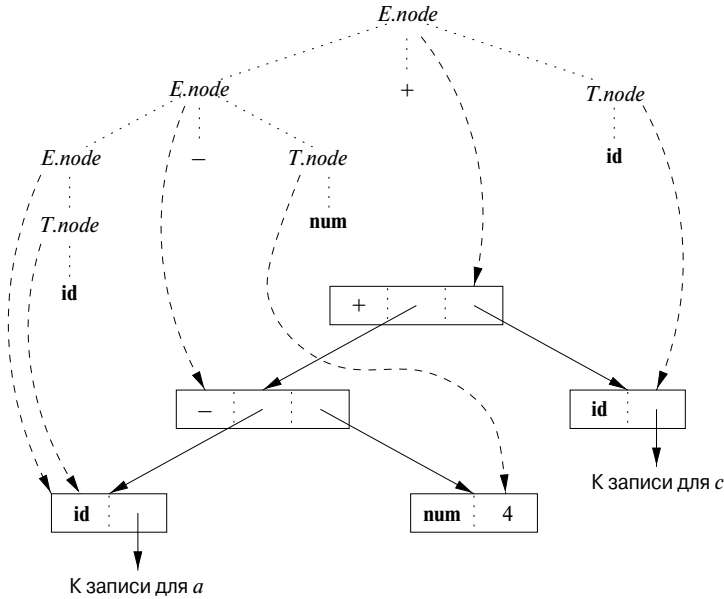 E.node
E.node + T.node
E.node – T.node id
T.node num
id
+
– id
К записи для c
id num 4
К записи для a